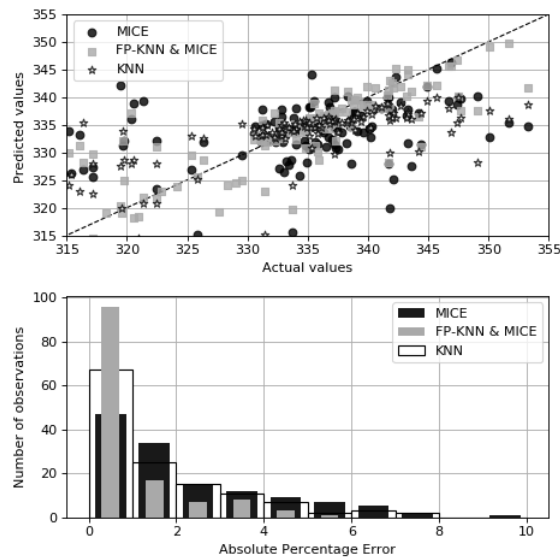 355
350
345
340
335
330
325
320
315
Predicted values
MICE
FP-KNN & MICE
KNN
315 320 325 330 335 340 345 350 355
Actual values
100
80
60
40
20
0
Number of observations
MICE
FP-KNN & MICE
KNN
0 2 4 6 8 10
Absolute Percentage Error